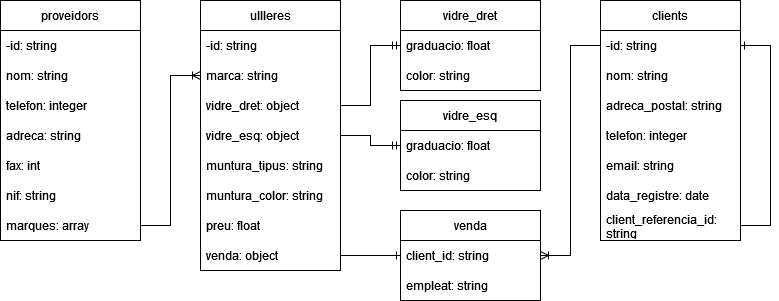 proveidors
-id: string
nom: string
telefon: integer
adreca: string
fax: int
nif: string
marques: array
ullleres
-id: string
marca: string
vidre_dret: object
vidre_esq: object
muntura_tipus: string
muntura_color: string
preu: float
venda: object
vidre_dret
graduacio: float
color: string
vidre_esq
graduacio: float
color: string
venda
client_id: string
empleat: string
clients
-id: string
nom: string
adreca_postal: string
telefon: integer
email: string
data_registre: date
client_referencia_id:
string